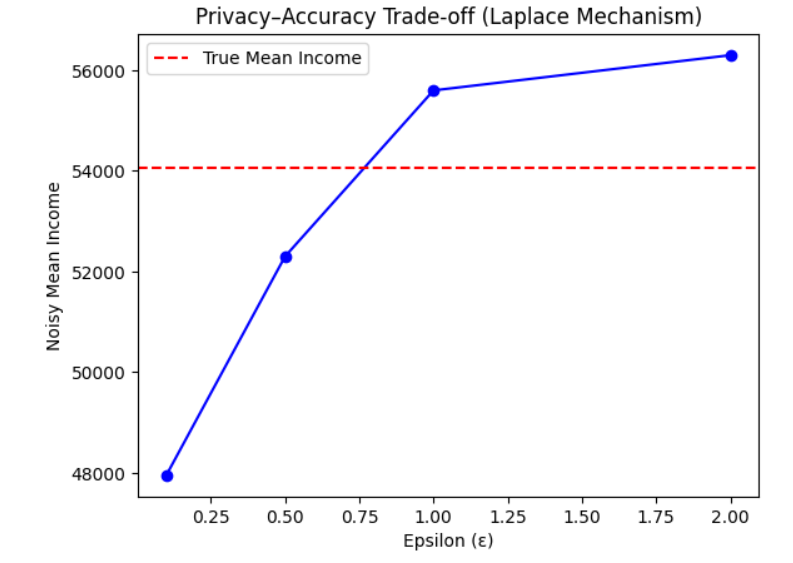 Privacy–Accuracy Trade-off (Laplace Mechanism)
True Mean Income
Noisy Mean Income
56000
54000
52000
50000
48000
0.25 0.50 0.75 1.00 1.25 1.50 1.75 2.00
Epsilon (ε)